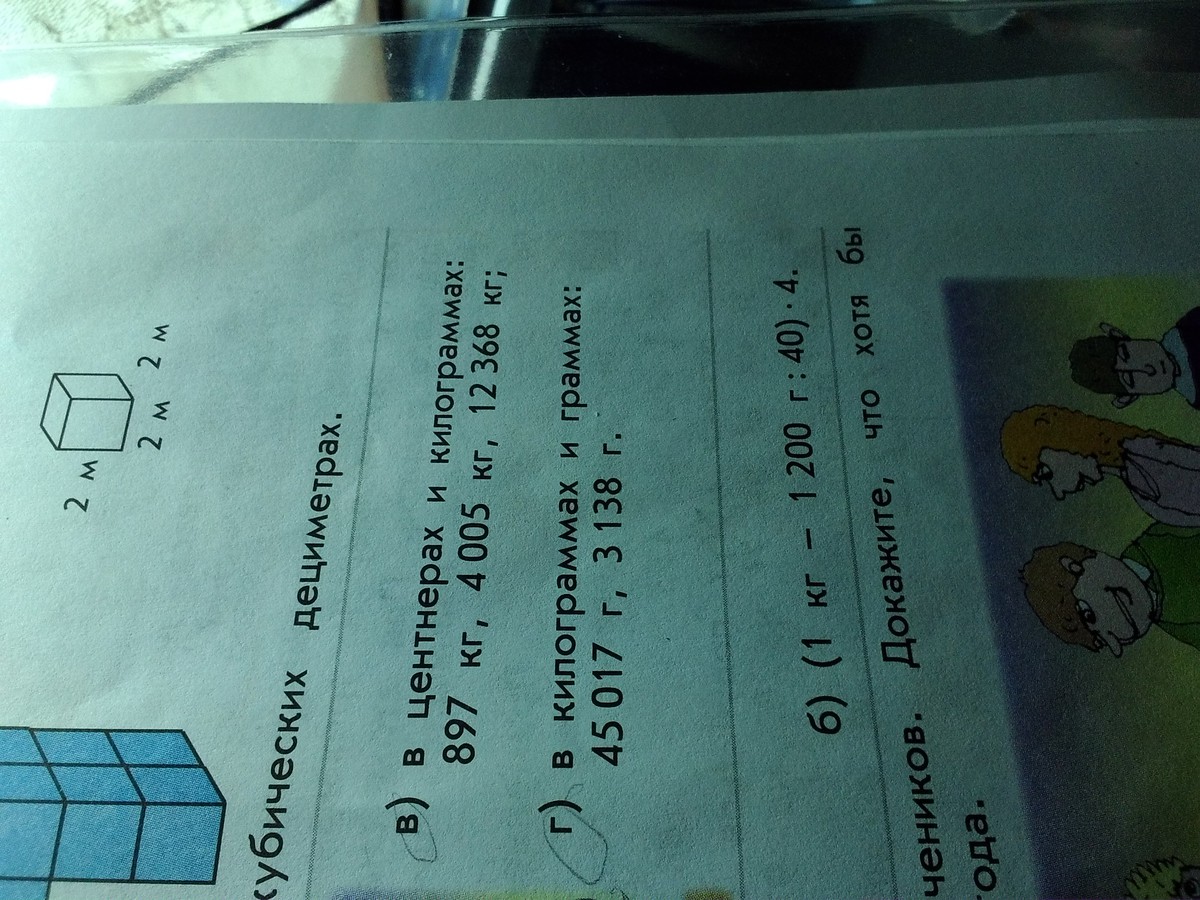 2 м
2 м
2 м
кубических дециметрах.
в) в центнерах и килограммах:
897 кг, 4 005 кг, 12 368 кг;
г) в килограммах и граммах:
45 017 г, 3 138 г.
б) (1 кг – 1 200 г : 40) · 4.
чеников. Докажите, что хотя бы
года.